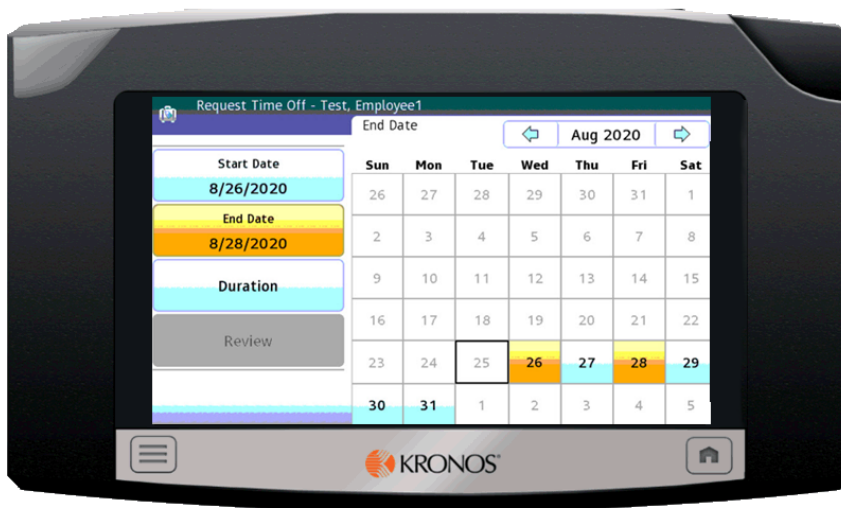 Request Time Off - Test, Employee1
End Date
Aug 2020
Start Date
8/26/2020
End Date
8/28/2020
Duration
Review
Sun Mon Tue Wed Thu Fri Sat
26 27 28 29 30 31 1
2 3 4 5 6 7 8
9 10 11 12 13 14 15
16 17 18 19 20 21 22
23 24 25 26 27 28 29
30 31 1 2 3 4 5
KRONOS